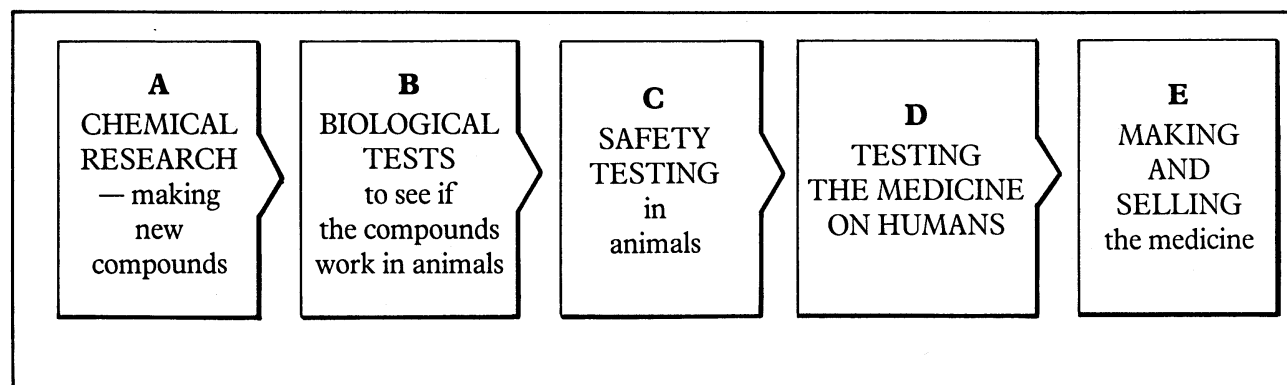 A
CHEMICAL
RESEARCH
— making
new
compounds
B
BIOLOGICAL
TESTS
to see if
the compounds
work in animals
C
SAFETY
TESTING
in
animals
D
TESTING
THE MEDICINE
ON HUMANS
E
MAKING
AND
SELLING
the medicine